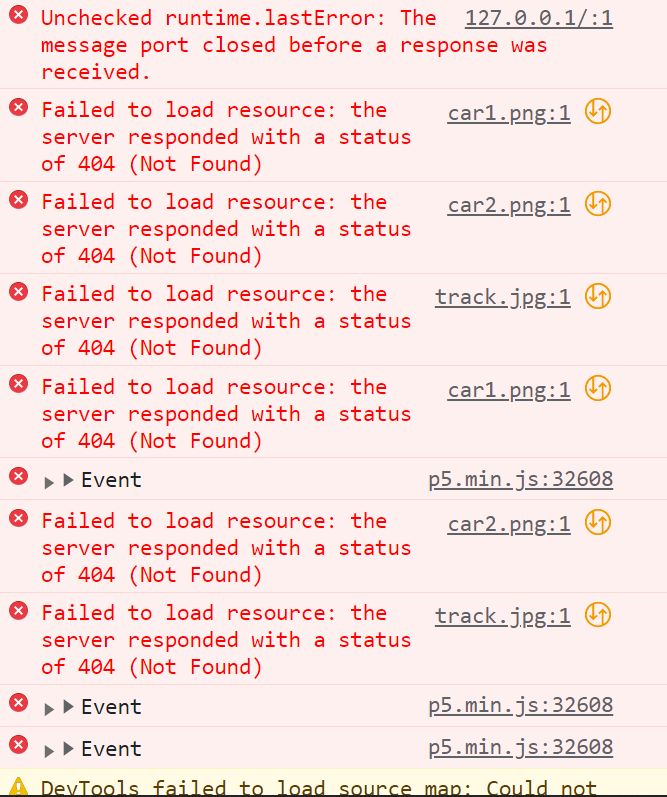 Unchecked runtime.lastError: The 127.0.0.1/:1
message port closed before a response was
received.
Failed to load resource: the car1.png:1
server responded with a status
of 404 (Not Found)
Failed to load resource: the car2.png:1
server responded with a status
of 404 (Not Found)
Failed to load resource: the track.jpg:1
server responded with a status
of 404 (Not Found)
Failed to load resource: the car1.png:1
server responded with a status
of 404 (Not Found)
Event p5.min.js:32608
Failed to load resource: the car2.png:1
server responded with a status
of 404 (Not Found)
Failed to load resource: the track.jpg:1
server responded with a status
of 404 (Not Found)
Event p5.min.js:32608
Event p5.min.js:32608
DevTools failed to load source map: Could not